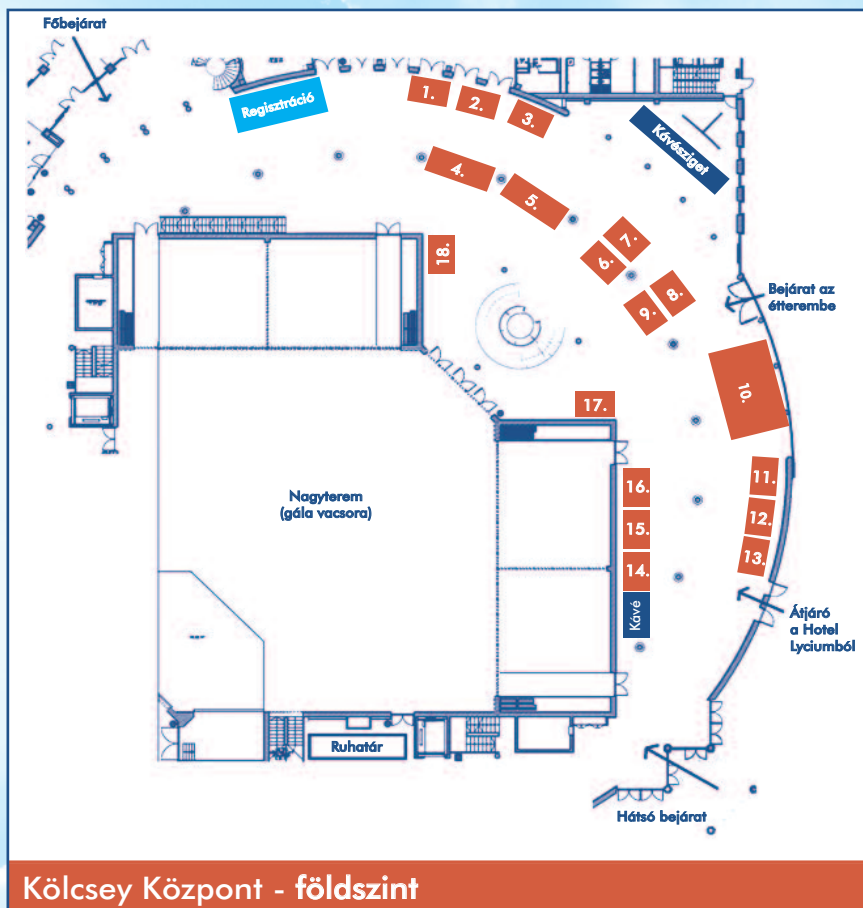 Főbejárat
Regisztráció
1.
2.
3.
Kávésziget
4.
5.
6.
7.
8.
9.
18.
Bejárat az
étterembe
10.
17.
11.
12.
13.
16.
15.
14.
Kávé
Nagyterem
(gála vacsora)
Átjáró
a Hotel
Lyciumból
Ruhatár
Hátsó bejárat
Kölcsey Központ - földszint